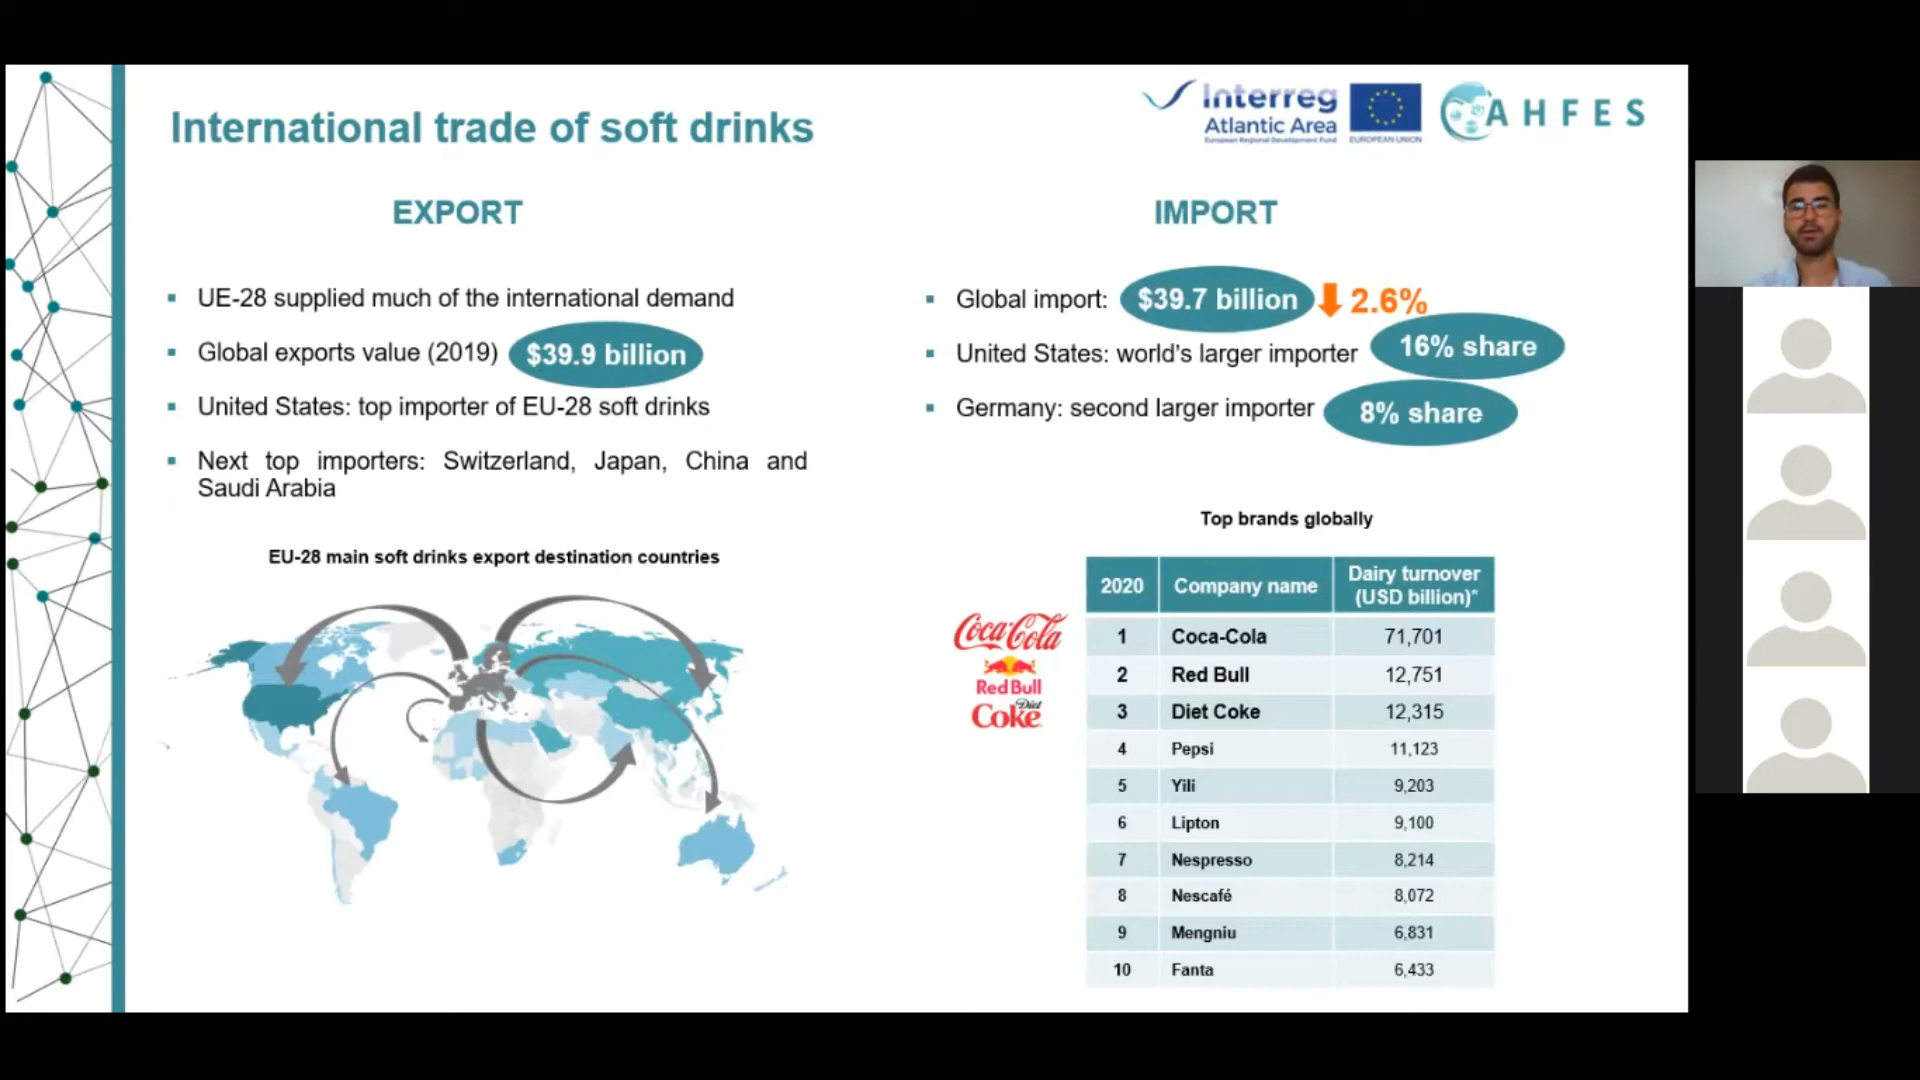 International trade of soft drinks
Interreg
Atlantic Area
European Regional Development Fund
EUROPEAN UNION
AHFES
EXPORT
UE-28 supplied much of the international demand
Global exports value (2019) $39.9 billion
United States: top importer of EU-28 soft drinks
Next top importers: Switzerland, Japan, China and
Saudi Arabia
EU-28 main soft drinks export destination countries
IMPORT
Global import: $39.7 billion 2.6%
United States: world's larger importer 16% share
Germany: second larger importer 8% share
Top brands globally
Coca-Cola
Red Bull
Diet
Coke
2020 Company name Dairy turnover
(USD billion)*
1 Coca-Cola 71,701
2 Red Bull 12,751
3 Diet Coke 12,315
4 Pepsi 11,123
5 Yili 9,203
6 Lipton 9,100
7 Nespresso 8,214
8 Nescafé 8,072
9 Mengniu 6,831
10 Fanta 6,433